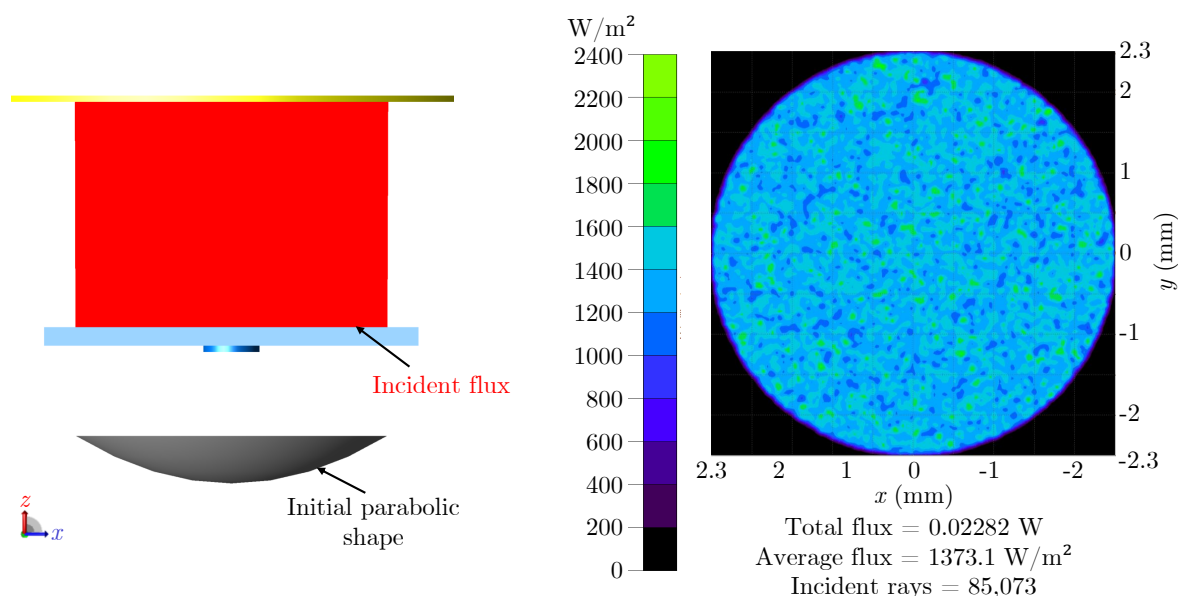 W/m²
2400
2200
2000
1800
1600
1400
1200
1000
800
600
400
200
0
Incident flux
Initial parabolic
shape
z
x
2.3
2
1
0
-1
-2
-2.3
y (mm)
2.3 2 1 0 -1 -2
x (mm)
Total flux = 0.02282 W
Average flux = 1373.1 W/m²
Incident rays = 85,073